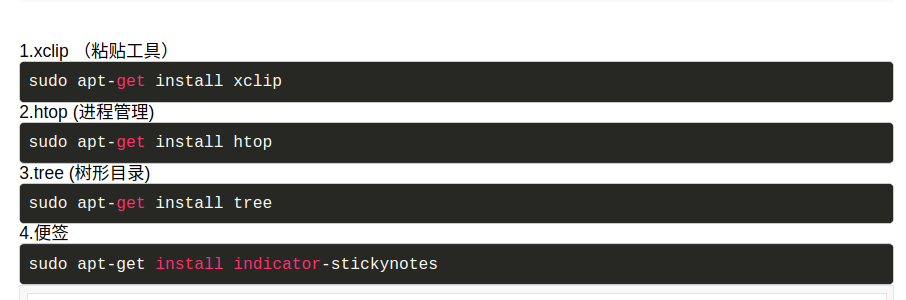 1.xclip （粘贴工具）
sudo apt-get install xclip
2.htop (进程管理)
sudo apt-get install htop
3.tree (树形目录)
sudo apt-get install tree
4.便签
sudo apt-get install indicator-stickynotes